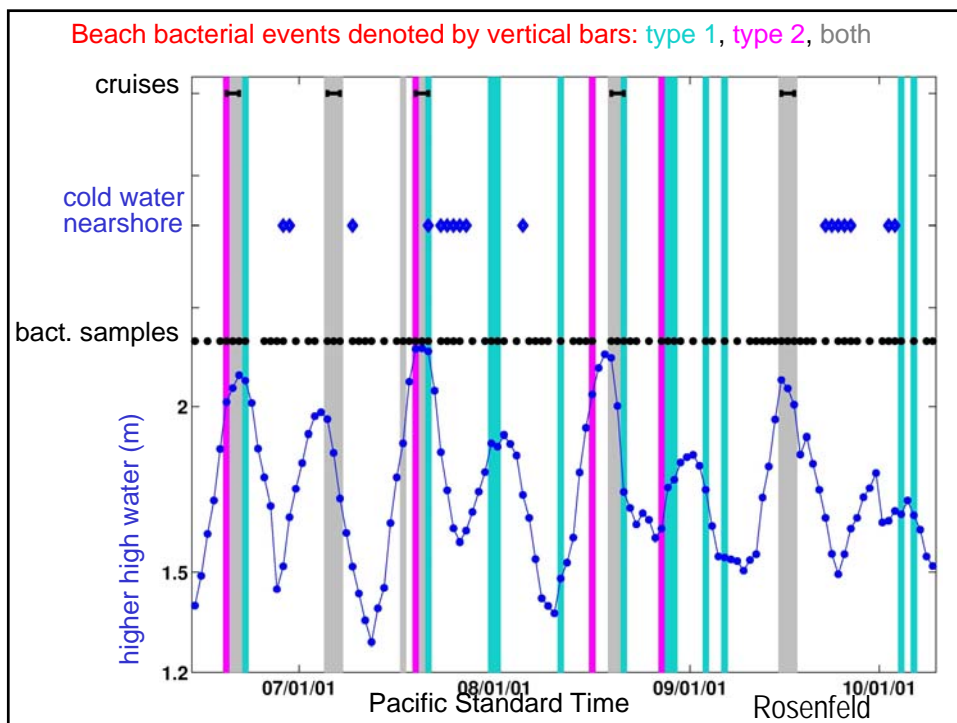 Beach bacterial events denoted by vertical bars: type 1, type 2, both
cruises
cold water
nearshore
bact. samples
2
higher high water (m)
1.5
1.2
07/01/01
08/01/01
09/01/01
10/01/01
Pacific Standard Time
Rosenfeld